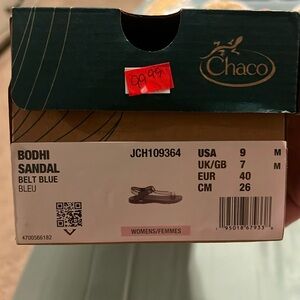 Chaco
99.99
BODHI
SANDAL
BELT BLUE
BLEU
JCH109364
USA 9 M
UK/GB 7 M
EUR 40
CM 26
4700566182
WOMENS/FEMMES